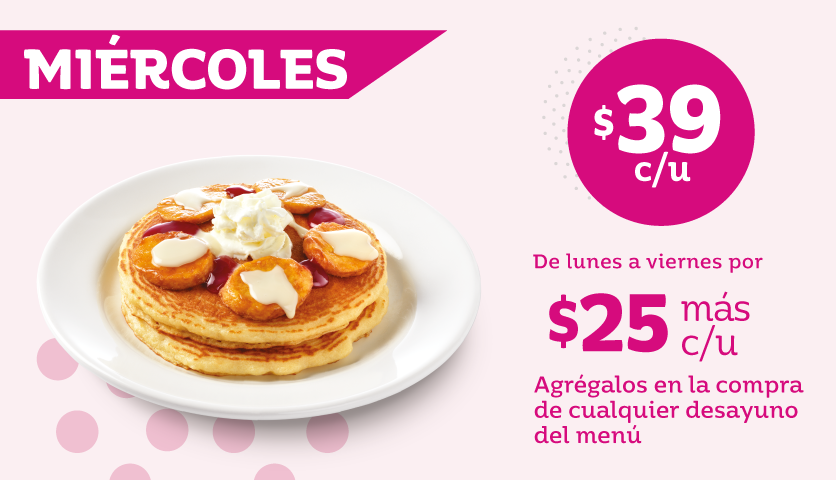 MIÉRCOLES
$39
c/u
De lunes a viernes por
$25 más
c/u
Agrégalos en la compra
de cualquier desayuno
del menú